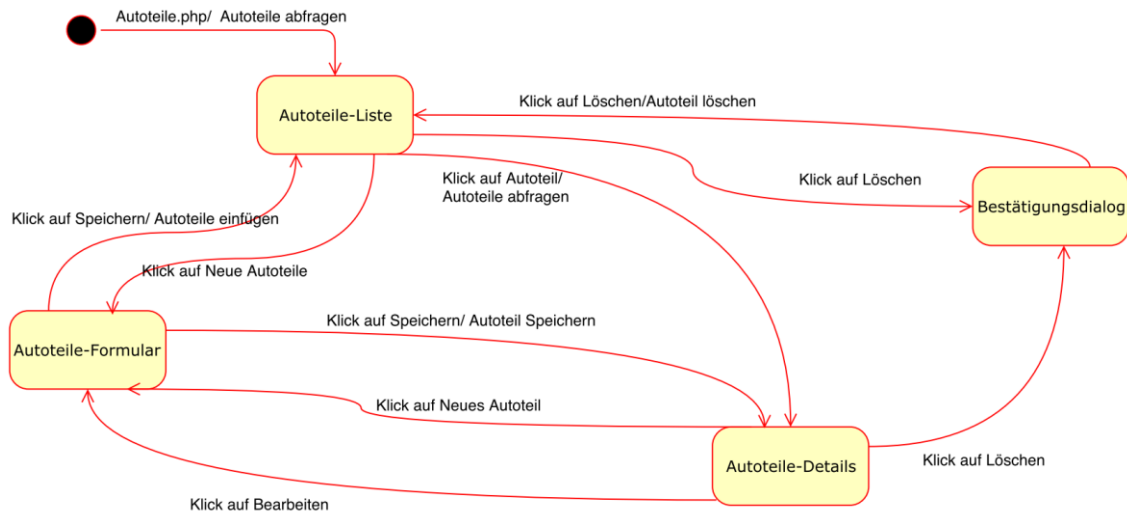 Autoteile.php/ Autoteile abfragen
Autoteile-Liste
Klick auf Löschen/Autoteil löschen
Klick auf Autoteil/
Autoteile abfragen
Klick auf Löschen
Bestätigungsdialog
Klick auf Speichern/ Autoteile einfügen
Klick auf Neue Autoteile
Klick auf Speichern/ Autoteil Speichern
Autoteile-Formular
Klick auf Neues Autoteil
Autoteile-Details
Klick auf Löschen
Klick auf Bearbeiten